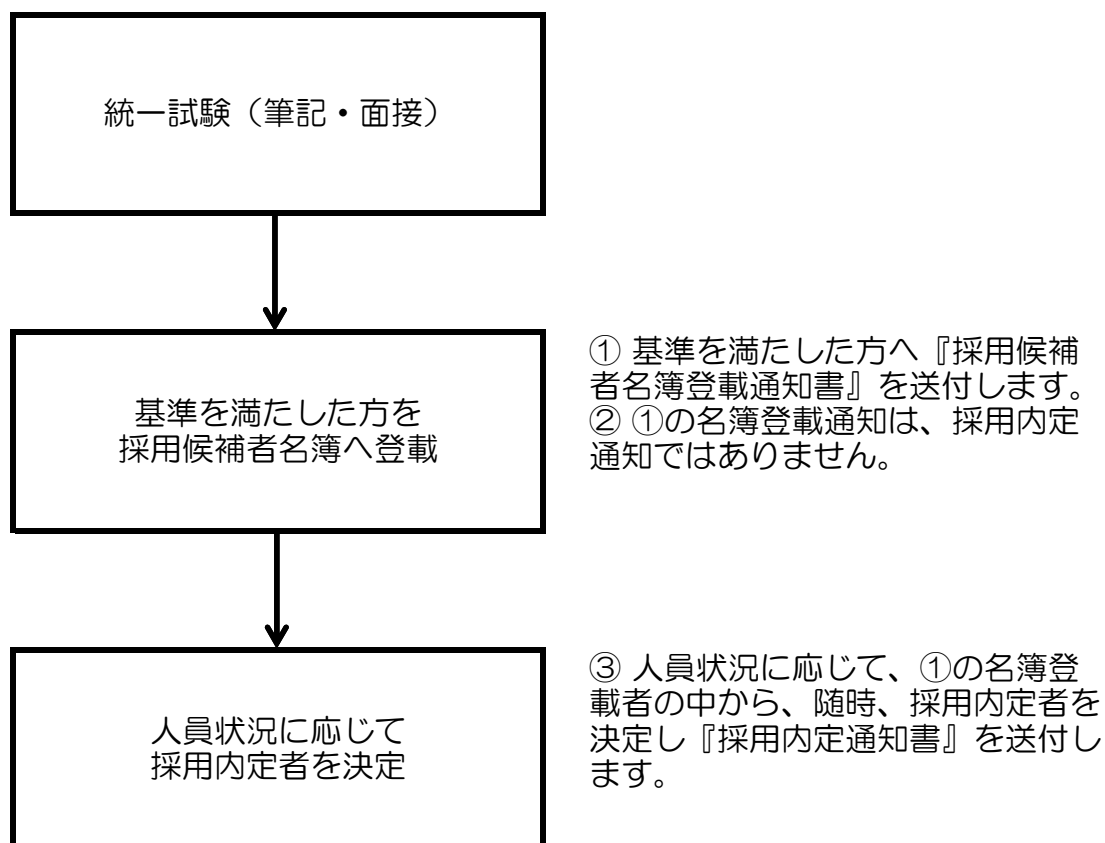 統一試験（筆記・面接）
基準を満たした方を
採用候補者名簿へ登載
① 基準を満たした方へ『採用候補
者名簿登載通知書』を送付します。
② ①の名簿登載通知は、採用内定
通知ではありません。
人員状況に応じて
採用内定者を決定
③ 人員状況に応じて、①の名簿登
載者の中から、随時、採用内定者を
決定し『採用内定通知書』を送付し
ます。